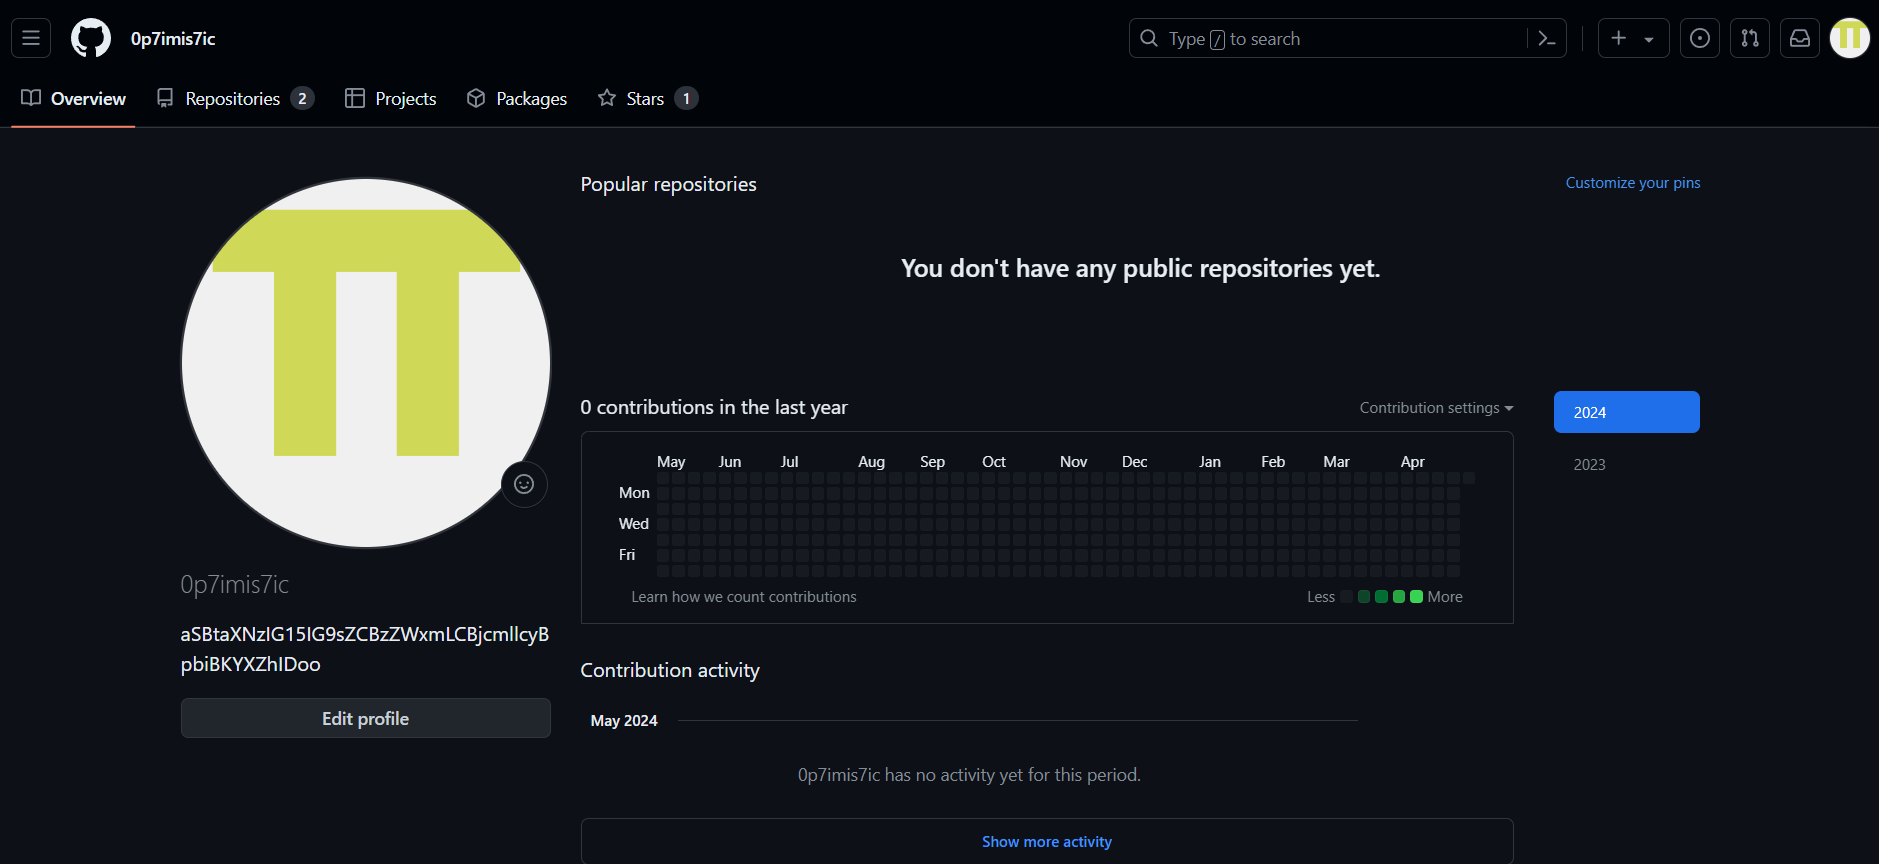 0p7imis7ic
Type / to search
Overview
Repositories 2
Projects
Packages
Stars 1
Popular repositories
Customize your pins
You don't have any public repositories yet.
0 contributions in the last year
Contribution settings
2024
2023
May Jun Jul Aug Sep Oct Nov Dec Jan Feb Mar Apr
Mon
Wed
Fri
Learn how we count contributions
Less More
0p7imis7ic
aSBtaXNzIG15IG9sZCBzZWxmLCBjcmllcyB
pbiBKYXZhIDoo
Edit profile
Contribution activity
May 2024
0p7imis7ic has no activity yet for this period.
Show more activity